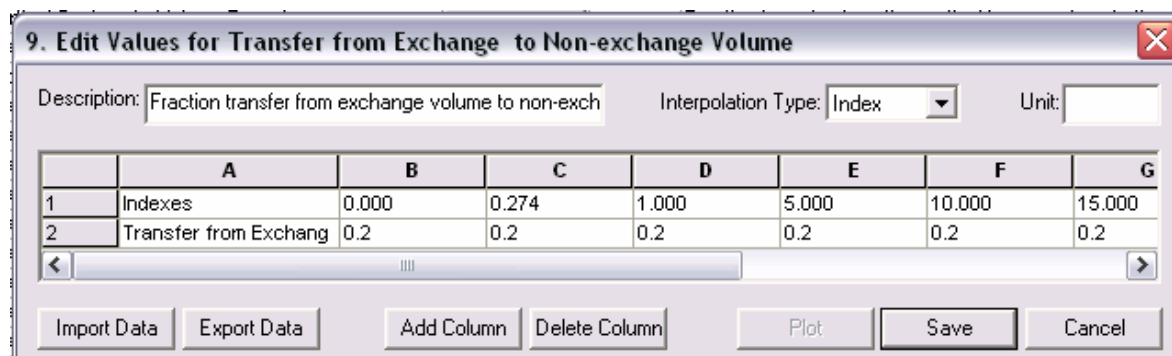 9. Edit Values for Transfer from Exchange to Non-exchange Volume
Description: Fraction transfer from exchange volume to non-exch Interpolation Type: Index Unit:
A B C D E F G
1 Indexes 0.000 0.274 1.000 5.000 10.000 15.000
2 Transfer from Exchang 0.2 0.2 0.2 0.2 0.2 0.2
Import Data Export Data Add Column Delete Column Plot Save Cancel